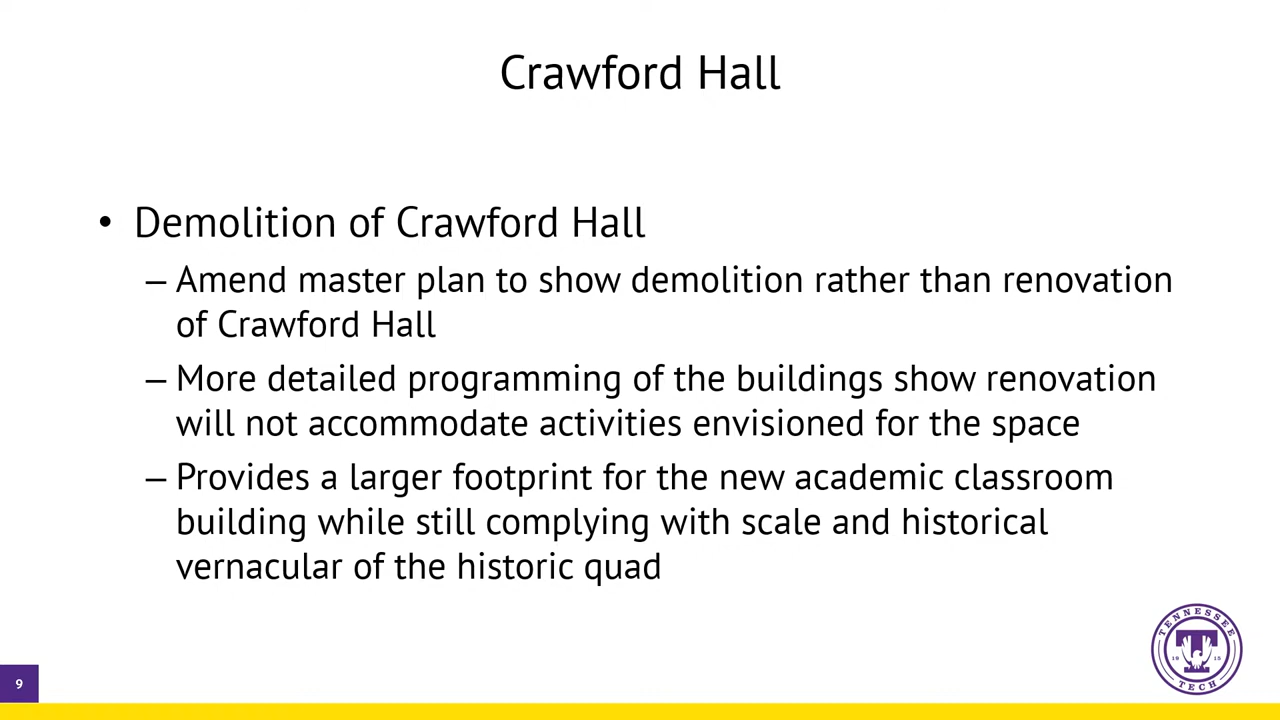 Crawford Hall
• Demolition of Crawford Hall
– Amend master plan to show demolition rather than renovation
of Crawford Hall
– More detailed programming of the buildings show renovation
will not accommodate activities envisioned for the space
– Provides a larger footprint for the new academic classroom
building while still complying with scale and historical
vernacular of the historic quad
TENNESSEE
19 15
TECH
9